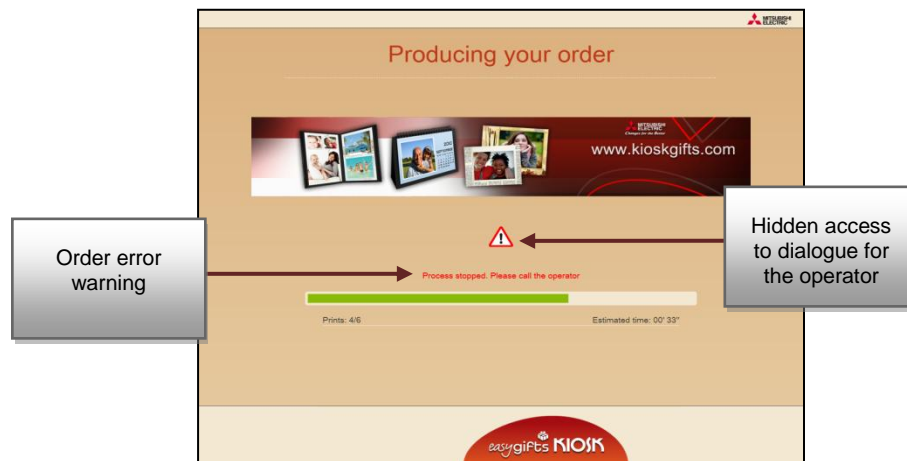 MITSUBISHI
ELECTRIC
Producing your order
MITSUBISHI
ELECTRIC
Changes for the Better
www.kioskgifts.com
Hidden access
to dialogue for
the operator
Order error
warning
Process stopped. Please call the operator
Prints: 4/6
Estimated time: 00' 33"
easygifts KIOSK